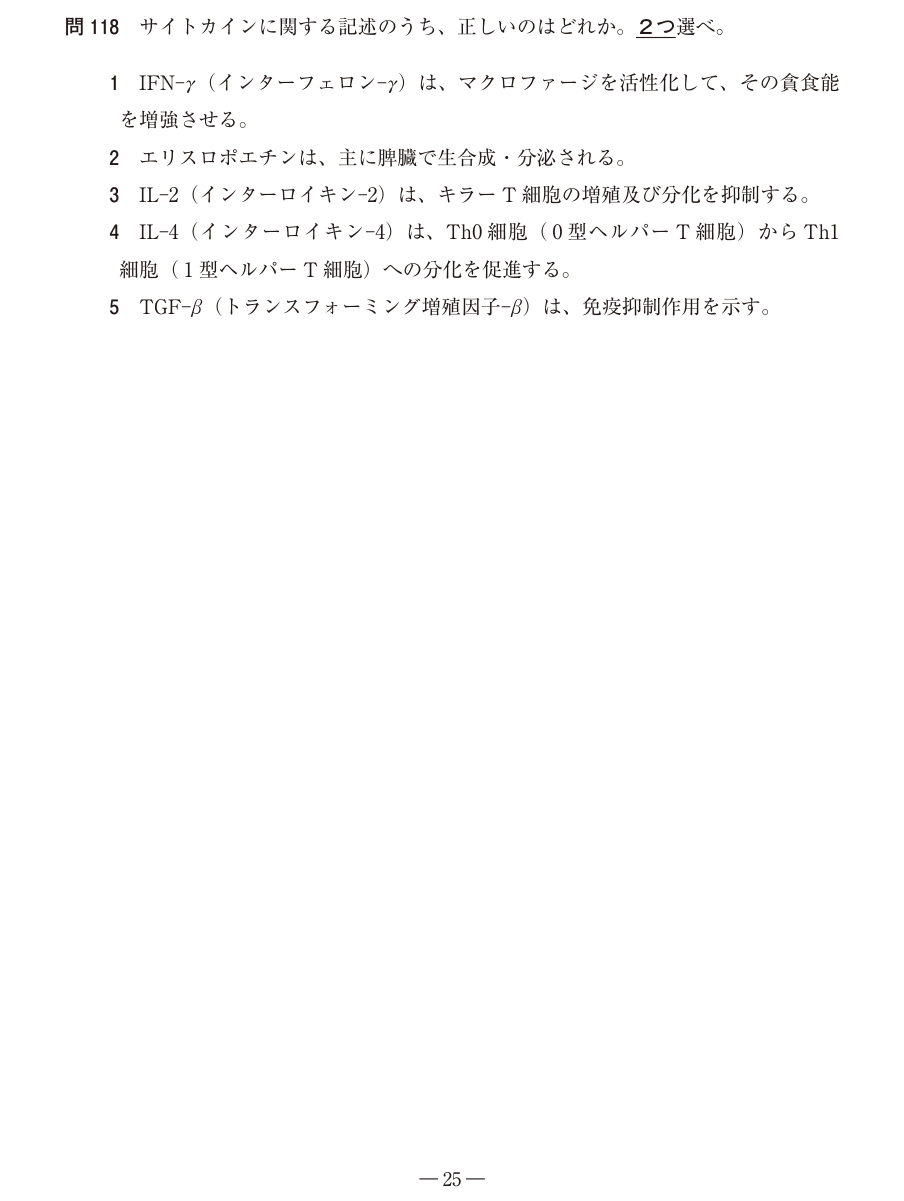 問 118 サイトカインに関する記述のうち、正しいのはどれか。２つ選べ。
1 IFN-γ（インターフェロン-γ）は、マクロファージを活性化して、その貪食能
を増強させる。
2 エリスロポエチンは、主に脾臓で生合成・分泌される。
3 IL-2（インターロイキン-2）は、キラー T 細胞の増殖及び分化を抑制する。
4 IL-4（インターロイキン-4）は、Th0 細胞（ 0 型ヘルパー T 細胞）から Th1
細胞（ 1 型ヘルパー T 細胞）への分化を促進する。
5 TGF-β（トランスフォーミング増殖因子-β）は、免疫抑制作用を示す。
― 25 ―